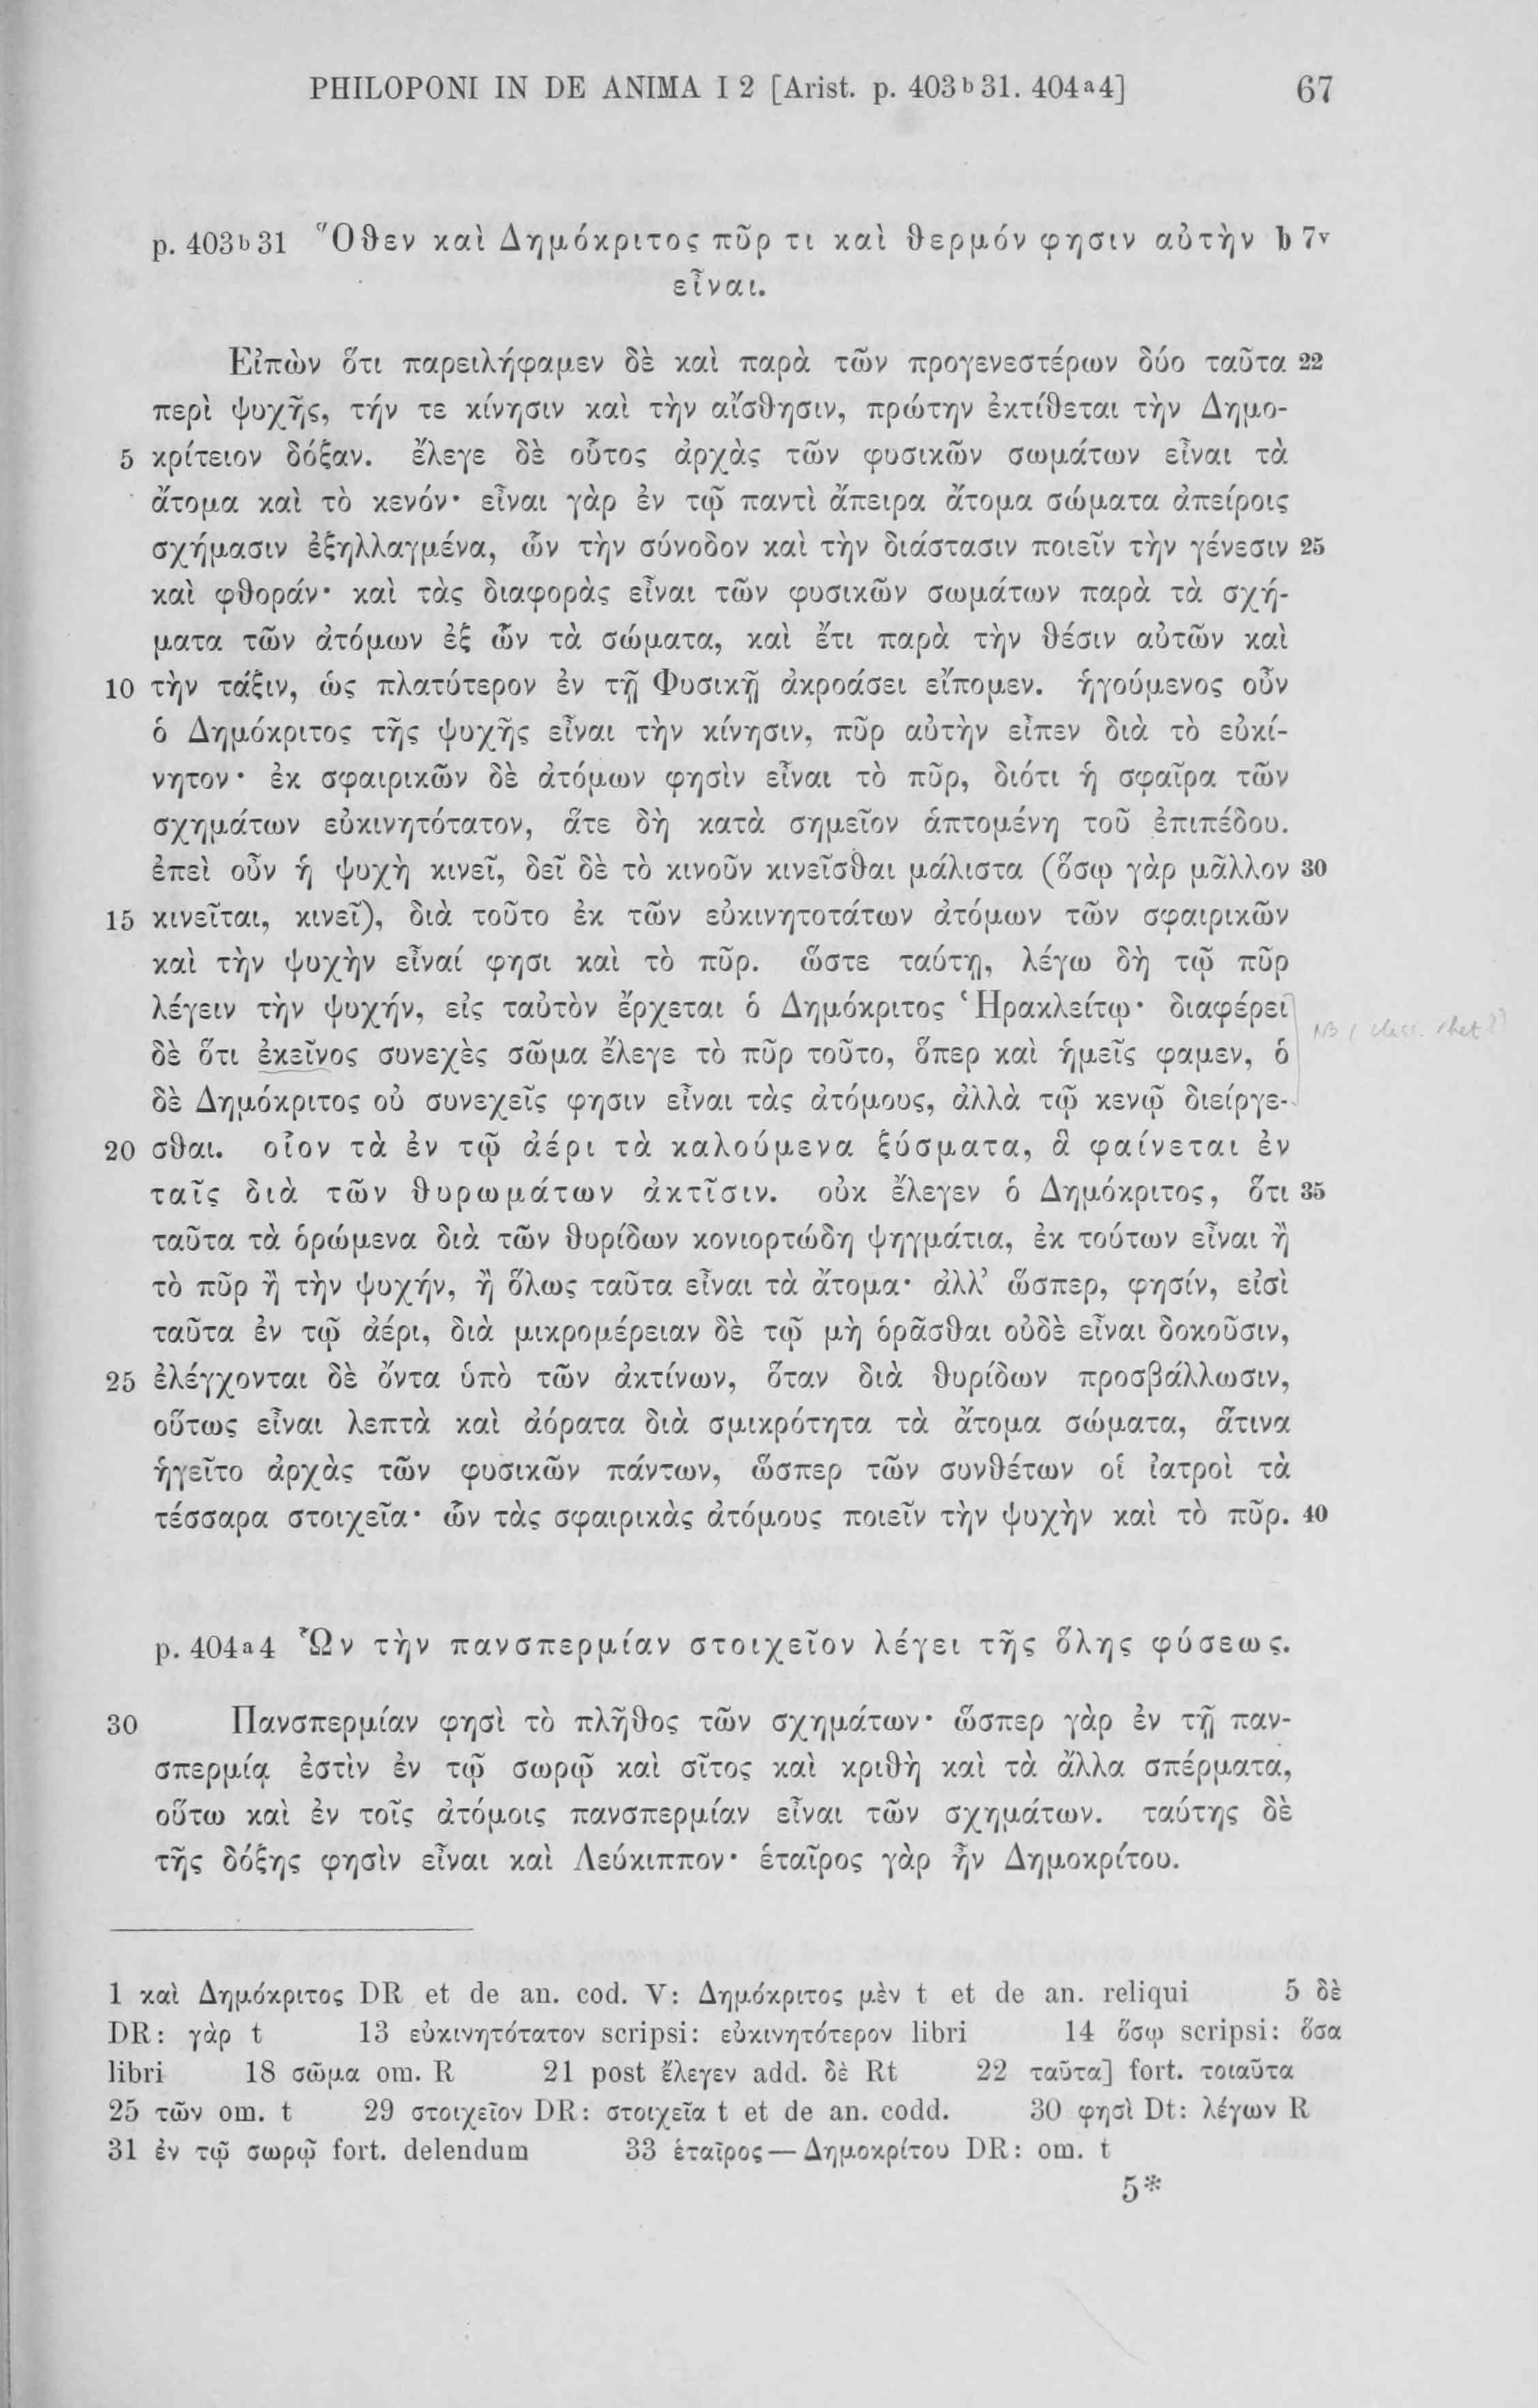 PHILOPONI IN DE ANIMA I 2 [Arist. p. 403b31. 404a4] 67
p. 403b31 Ὅθεν καὶ Δημόκριτος πῦρ τι καὶ θερμόν φησιν αὐτὴν b 7v
εἶναι.
Εἰπὼν ὅτι παρειλήφαμεν δὲ καὶ παρὰ τῶν προγενεστέρων δύο ταῦτα 22
περὶ ψυχῆς, τήν τε κίνησιν καὶ τὴν αἴσθησιν, πρώτην ἐκτίθεται τὴν Δημο-
5 κρίτειον δόξαν. ἔλεγε δὲ οὗτος ἀρχὰς τῶν φυσικῶν σωμάτων εἶναι τὰ
ἄτομα καὶ τὸ κενόν· εἶναι γὰρ ἐν τῷ παντὶ ἄπειρα ἄτομα σώματα ἀπείροις
σχήμασιν ἐξηλλαγμένα, ὧν τὴν σύνοδον καὶ τὴν διάστασιν ποιεῖν τὴν γένεσιν 25
καὶ φθοράν· καὶ τὰς διαφορὰς εἶναι τῶν φυσικῶν σωμάτων παρὰ τὰ σχή-
ματα τῶν ἀτόμων ἐξ ὧν τὰ σώματα, καὶ ἔτι παρὰ τὴν θέσιν αὐτῶν καὶ
10 τὴν τάξιν, ὡς πλατύτερον ἐν τῇ Φυσικῇ ἀκροάσει εἴπομεν. ἡγούμενος οὖν
ὁ Δημόκριτος τῆς ψυχῆς εἶναι τὴν κίνησιν, πῦρ αὐτὴν εἶπεν διὰ τὸ εὐκί-
νητον· ἐκ σφαιρικῶν δὲ ἀτόμων φησὶν εἶναι τὸ πῦρ, διότι ἡ σφαῖρα τῶν
σχημάτων εὐκινητότατον, ἅτε δὴ κατὰ σημεῖον ἁπτομένη τοῦ ἐπιπέδου.
ἐπεὶ οὖν ἡ ψυχὴ κινεῖ, δεῖ δὲ τὸ κινοῦν κινεῖσθαι μάλιστα (ὅσῳ γὰρ μᾶλλον 30
15 κινεῖται, κινεῖ), διὰ τοῦτο ἐκ τῶν εὐκινητοτάτων ἀτόμων τῶν σφαιρικῶν
καὶ τὴν ψυχὴν εἶναί φησι καὶ τὸ πῦρ. ὥστε ταύτῃ, λέγω δὴ τῷ πῦρ
λέγειν τὴν ψυχήν, εἰς ταὐτὸν ἔρχεται ὁ Δημόκριτος Ἡρακλείτῳ· διαφέρει
δὲ ὅτι ἐκεῖνος συνεχὲς σῶμα ἔλεγε τὸ πῦρ τοῦτο, ὅπερ καὶ ἡμεῖς φαμεν, ὁ
δὲ Δημόκριτος οὐ συνεχεῖς φησιν εἶναι τὰς ἀτόμους, ἀλλὰ τῷ κενῷ διείργε-
20 σθαι. οἷον τὰ ἐν τῷ ἀέρι τὰ καλούμενα ξύσματα, ἃ φαίνεται ἐν
ταῖς διὰ τῶν θυρωμάτων ἀκτῖσιν. οὐκ ἔλεγεν ὁ Δημόκριτος, ὅτι 35
ταῦτα τὰ ὁρώμενα διὰ τῶν θυρίδων κονιορτώδη ψηγμάτια, ἐκ τούτων εἶναι ἢ
τὸ πῦρ ἢ τὴν ψυχήν, ἢ ὅλως ταῦτα εἶναι τὰ ἄτομα· ἀλλ’ ὥσπερ, φησίν, εἰσὶ
ταῦτα ἐν τῷ ἀέρι, διὰ μικρομέρειαν δὲ τῷ μὴ ὁρᾶσθαι οὐδὲ εἶναι δοκοῦσιν,
25 ἐλέγχονται δὲ ὄντα ὑπὸ τῶν ἀκτίνων, ὅταν διὰ θυρίδων προσβάλλωσιν,
οὕτως εἶναι λεπτὰ καὶ ἀόρατα διὰ σμικρότητα τὰ ἄτομα σώματα, ἅτινα
ἡγεῖτο ἀρχὰς τῶν φυσικῶν πάντων, ὥσπερ τῶν συνθέτων οἱ ἰατροὶ τὰ
τέσσαρα στοιχεῖα· ὧν τὰς σφαιρικὰς ἀτόμους ποιεῖν τὴν ψυχὴν καὶ τὸ πῦρ. 40
p. 404a4 Ὧν τὴν πανσπερμίαν στοιχεῖον λέγει τῆς ὅλης φύσεως.
30 Πανσπερμίαν φησὶ τὸ πλῆθος τῶν σχημάτων· ὥσπερ γὰρ ἐν τῇ παν-
σπερμίᾳ ἐστὶν ἐν τῷ σωρῷ καὶ σῖτος καὶ κριθὴ καὶ τὰ ἄλλα σπέρματα,
οὕτω καὶ ἐν τοῖς ἀτόμοις πανσπερμίαν εἶναι τῶν σχημάτων. ταύτης δὲ
τῆς δόξης φησὶν εἶναι καὶ Λεύκιππον· ἑταῖρος γὰρ ἦν Δημοκρίτου.
1 καὶ Δημόκριτος DR et de an. cod. V: Δημόκριτος μὲν t et de an. reliqui 5 δὲ
DR: γὰρ t 13 εὐκινητότατον scripsi: εὐκινητότερον libri 14 ὅσῳ scripsi: ὅσα
libri 18 σῶμα om. R 21 post ἔλεγεν add. δὲ Rt 22 ταῦτα] fort. τοιαῦτα
25 τῶν om. t 29 στοιχεῖον DR: στοιχεῖα t et de an. codd. 30 φησὶ Dt: λέγων R
31 ἐν τῷ σωρῷ fort. delendum 33 ἑταῖρος—Δημοκρίτου DR: om. t
5*